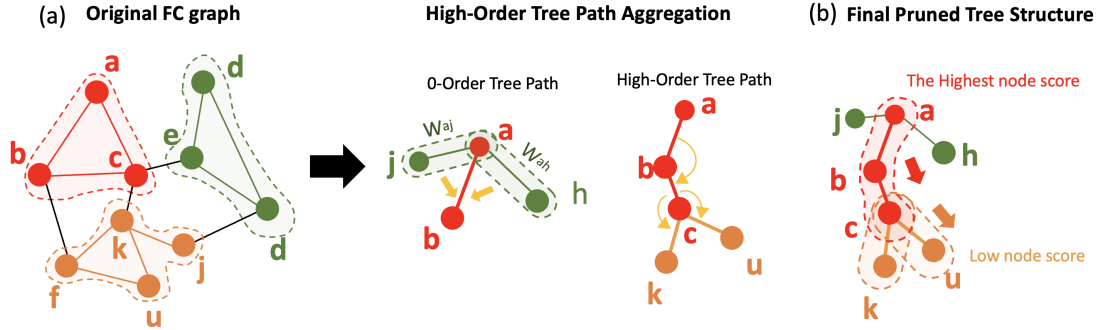 (a) Original FC graph
a
b
c
d
e
d
k
j
f
u
High-Order Tree Path Aggregation
0-Order Tree Path
Waj
a
Wah
j
h
b
High-Order Tree Path
a
b
c
u
k
(b) Final Pruned Tree Structure
The Highest node score
j
a
h
b
c
Low node score
u
k